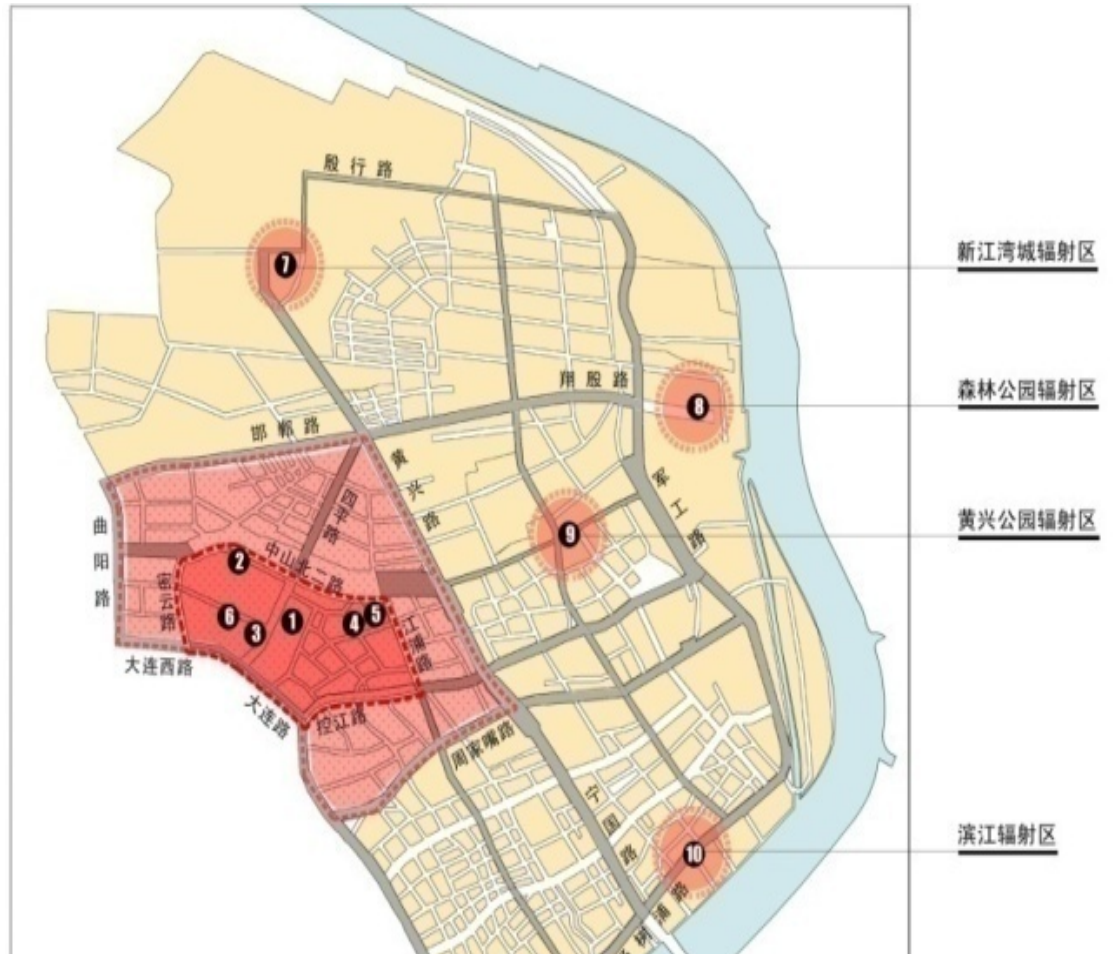 殷行路
7
新江湾城辐射区
翔殷路
8
森林公园辐射区
邯郸路
黄兴路
四平路
军工路
曲阳路
9
黄兴公园辐射区
中山北二路
2
密云路
6
3
1
4
5
江浦路
大连西路
大连路
控江路
周家嘴路
宁国路
10
滨江辐射区
树浦路